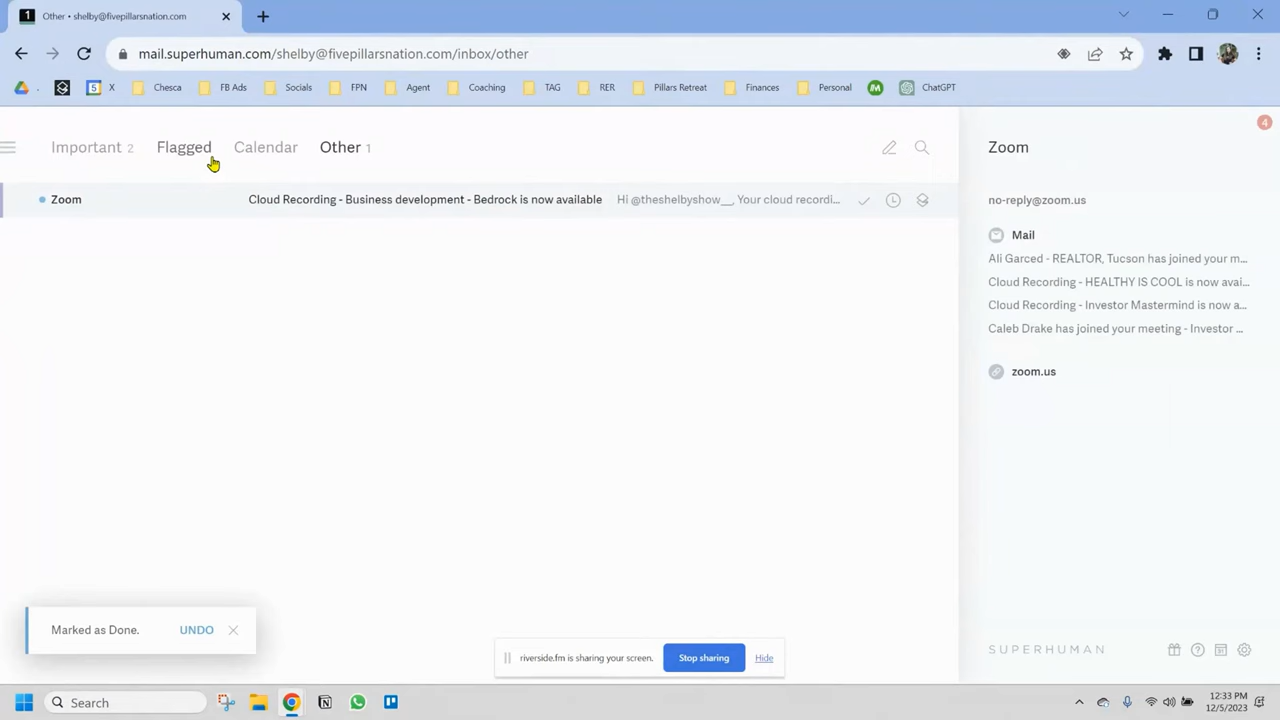 1 Other • shelby@fivepillarsnation.com
mail.superhuman.com/shelby@fivepillarsnation.com/inbox/other
. 5 X Chesca FB Ads Socials FPN Agent Coaching TAG RER Pillars Retreat Finances Personal ChatGPT
Important 2 Flagged Calendar Other 1
4
Zoom
Zoom Cloud Recording - Business development - Bedrock is now available Hi @theshelbyshow__, Your cloud recordi...
no-reply@zoom.us
Mail
Ali Garced - REALTOR, Tucson has joined your m...
Cloud Recording - HEALTHY IS COOL is now avai...
Cloud Recording - Investor Mastermind is now a...
Caleb Drake has joined your meeting - Investor ...
zoom.us
Marked as Done. UNDO
riverside.fm is sharing your screen. Stop sharing Hide
SUPERHUMAN
Search
12:33 PM
12/5/2023